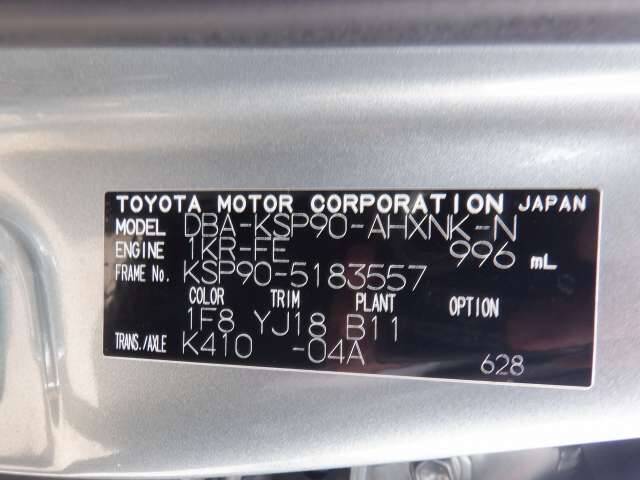 TOYOTA MOTOR CORPORATION JAPAN
MODEL DBA-KSP90-AHXNK-N
ENGINE 1KR-FE 996 mL
FRAME No. KSP90-5183557
COLOR TRIM PLANT OPTION
1F8 YJ18 B11
TRANS./AXLE K410 -04A
628